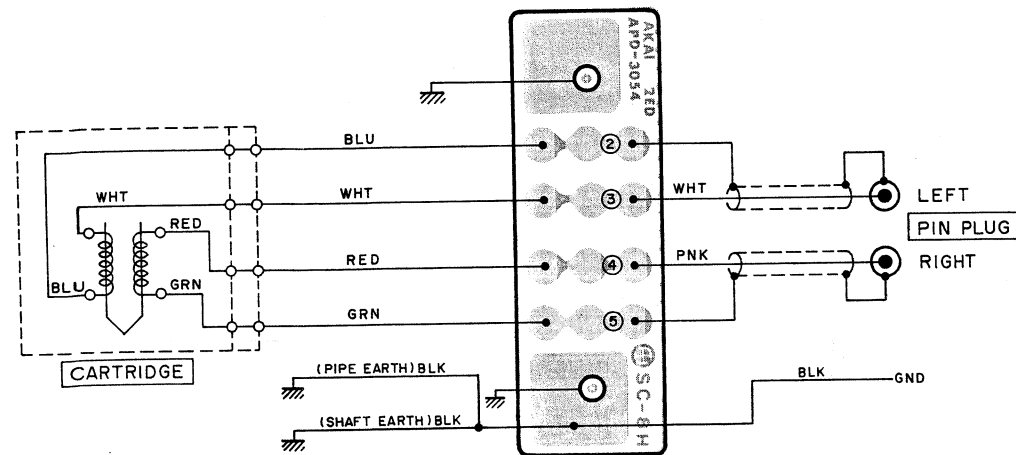 AKAI 2ED
APD-3054
BLU
②
WHT
③
WHT
LEFT
PIN PLUG
WHT
RED
RED
④
PNK
RIGHT
BLU
GRN
GRN
⑤
CARTRIDGE
(PIPE EARTH) BLK
SC-8H
BLK
GND
(SHAFT EARTH) BLK